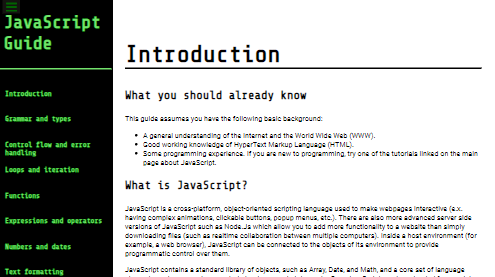 JavaScript
Guide
Introduction
Grammar and types
Control flow and error
handling
Loops and iteration
Functions
Expressions and operators
Numbers and dates
Text formatting
Introduction
What you should already know
This guide assumes you have the following basic background:
A general understanding of the Internet and the World Wide Web (WWW).
Good working knowledge of HyperText Markup Language (HTML).
Some programming experience. If you are new to programming, try one of the tutorials linked on the main
page about JavaScript.
What is JavaScript?
JavaScript is a cross-platform, object-oriented scripting language used to make webpages interactive (e.x.
having complex animations, clickable buttons, popup menus, etc.). There are also more advanced server side
versions of JavaScript such as Node.Js which allow you to add more functionality to a website than simply
downloading files (such as realtime collaboration between multiple computers). Inside a host environment (for
example, a web browser), JavaScript can be connected to the objects of its environment to provide
programmatic control over them.
JavaScript contains a standard library of objects, such as Array, Date, and Math, and a core set of language